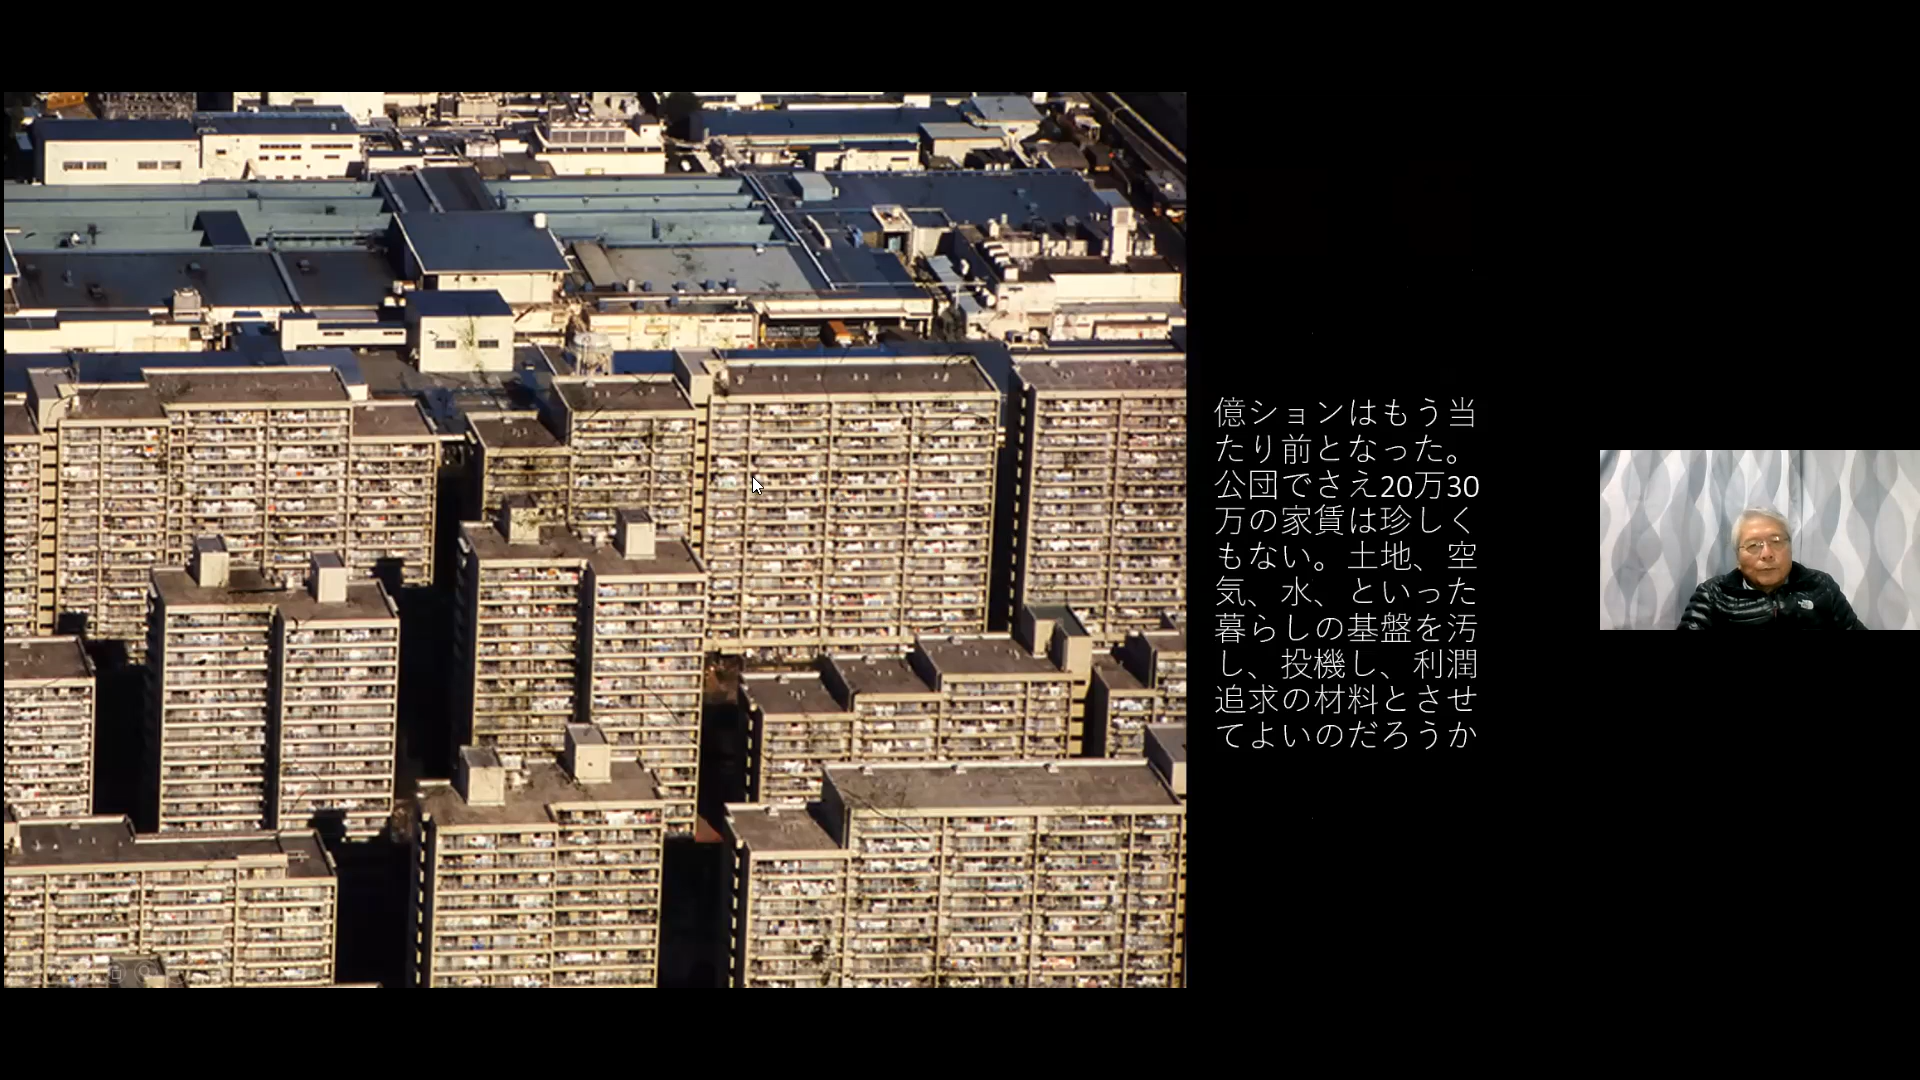 億ションはもう当
たり前となった。
公団でさえ20万30
万の家賃は珍しく
もない。土地、空
気、水、といった
暮らしの基盤を汚
し、投機し、利潤
追求の材料とさせ
てよいのだろうか